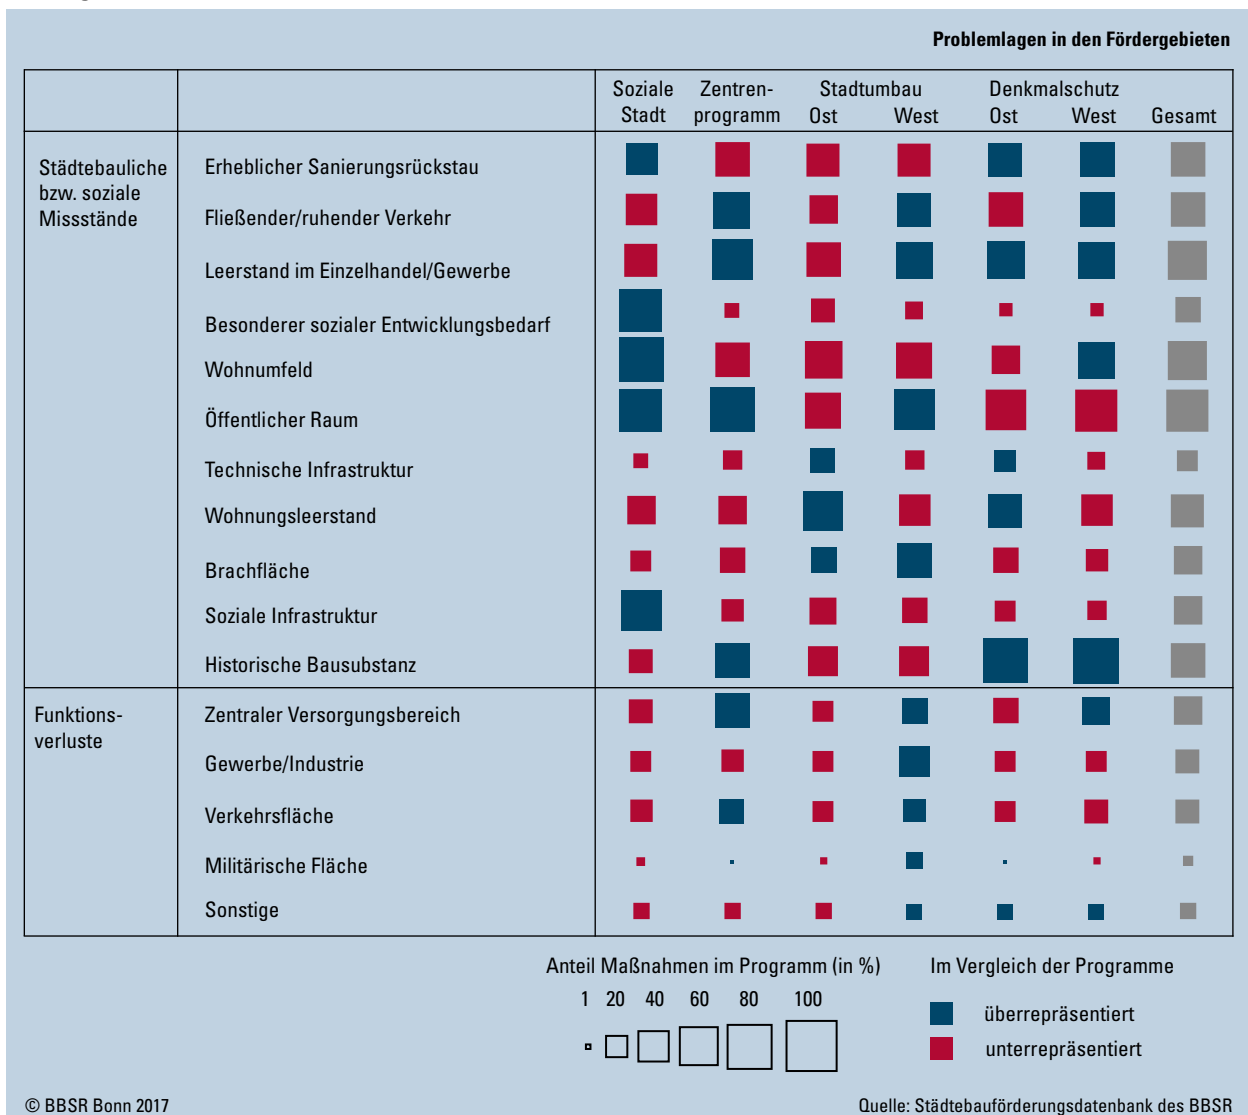 Problemlagen in den Fördergebieten
Soziale Zentren- Stadtumbau Denkmalschutz
Stadt programm Ost West Ost West Gesamt
Städtebauliche
bzw. soziale
Missstände
Erheblicher Sanierungsrückstau
Fließender/ruhender Verkehr
Leerstand im Einzelhandel/Gewerbe
Besonderer sozialer Entwicklungsbedarf
Wohnumfeld
Öffentlicher Raum
Technische Infrastruktur
Wohnungsleerstand
Brachfläche
Soziale Infrastruktur
Historische Bausubstanz
Funktions-
verluste
Zentraler Versorgungsbereich
Gewerbe/Industrie
Verkehrsfläche
Militärische Fläche
Sonstige
Anteil Maßnahmen im Programm (in %)
1 20 40 60 80 100
Im Vergleich der Programme
überrepräsentiert
unterrepräsentiert
© BBSR Bonn 2017
Quelle: Städtebauförderungsdatenbank des BBSR